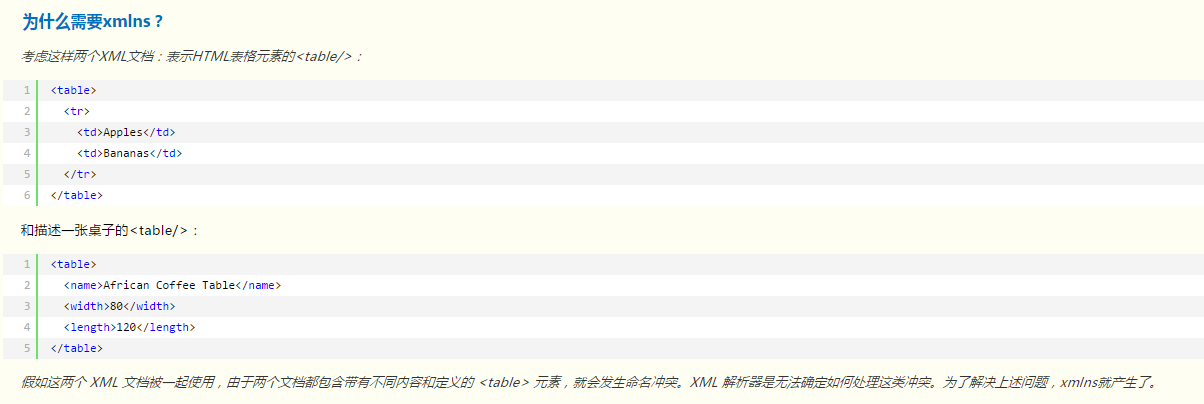 为什么需要xmlns？
考虑这样两个XML文档：表示HTML表格元素的<table/>：
1 <table>
2 <tr>
3 <td>Apples</td>
4 <td>Bananas</td>
5 </tr>
6 </table>
和描述一张桌子的<table/>：
1 <table>
2 <name>African Coffee Table</name>
3 <width>80</width>
4 <length>120</length>
5 </table>
假如这两个 XML 文档被一起使用，由于两个文档都包含带有不同内容和定义的 <table> 元素，就会发生命名冲突。XML 解析器是无法确定如何处理这类冲突。为了解决上述问题，xmlns就产生了。